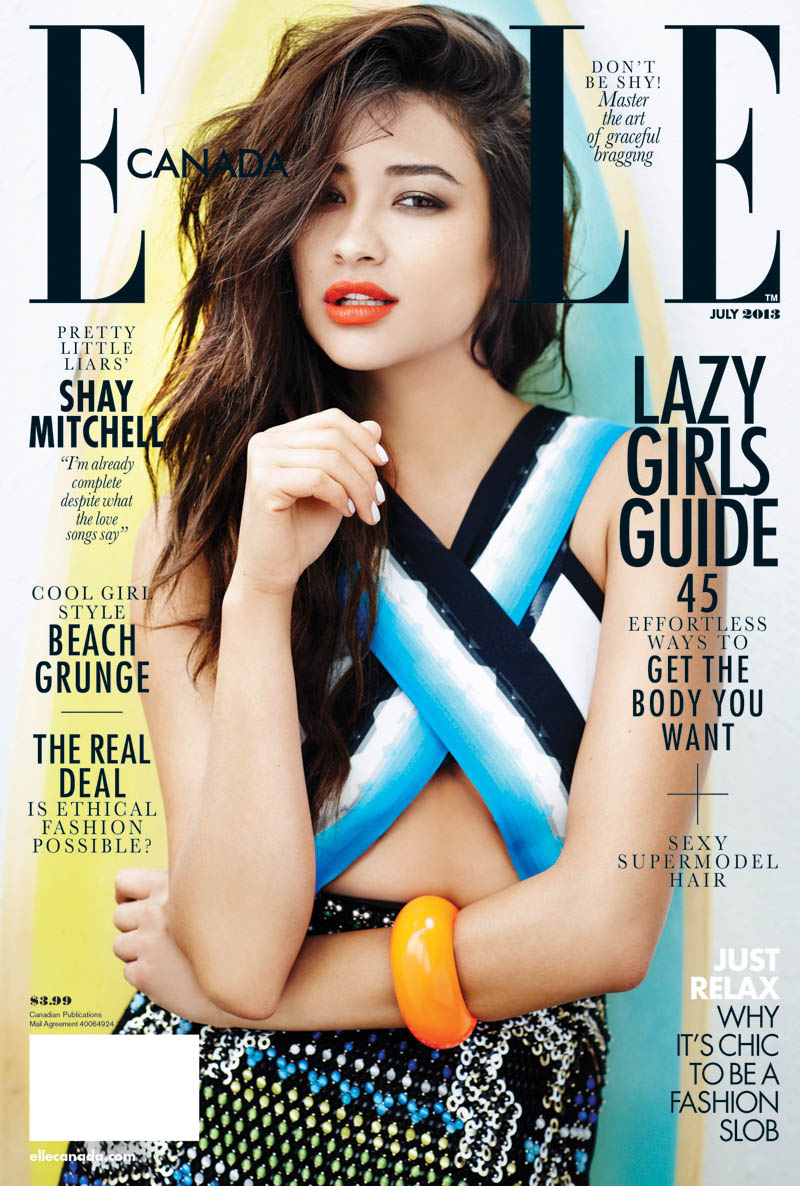 ELLE
CANADA
DON'T
BE SHY!
Master
the art
of graceful
bragging
TM
JULY 2013
PRETTY
LITTLE
LIARS'
SHAY
MITCHELL
“I'm already
complete
despite what
the love
songs say”
COOL GIRL
STYLE
BEACH
GRUNGE
THE REAL
DEAL
IS ETHICAL
FASHION
POSSIBLE?
$3.99
Canadian Publications
Mail Agreement 40064924
ellecanada.com
LAZY
GIRLS
GUIDE
45
EFFORTLESS
WAYS TO
GET THE
BODY YOU
WANT
SEXY
SUPERMODEL
HAIR
JUST
RELAX
WHY
IT'S CHIC
TO BE A
FASHION
SLOB